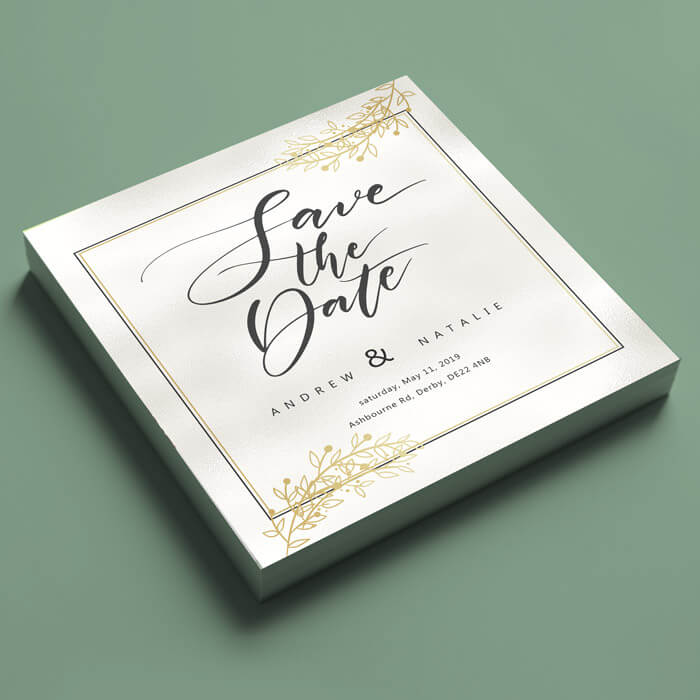 Save
the
Date
ANDREW & NATALIE
saturday, May 11, 2019
Ashbourne Rd, Derby, DE22 4NB